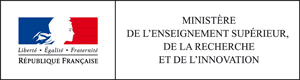 Liberté • Égalité • Fraternité
RÉPUBLIQUE FRANÇAISE
MINISTÈRE
DE L'ENSEIGNEMENT SUPÉRIEUR,
DE LA RECHERCHE
ET DE L'INNOVATION